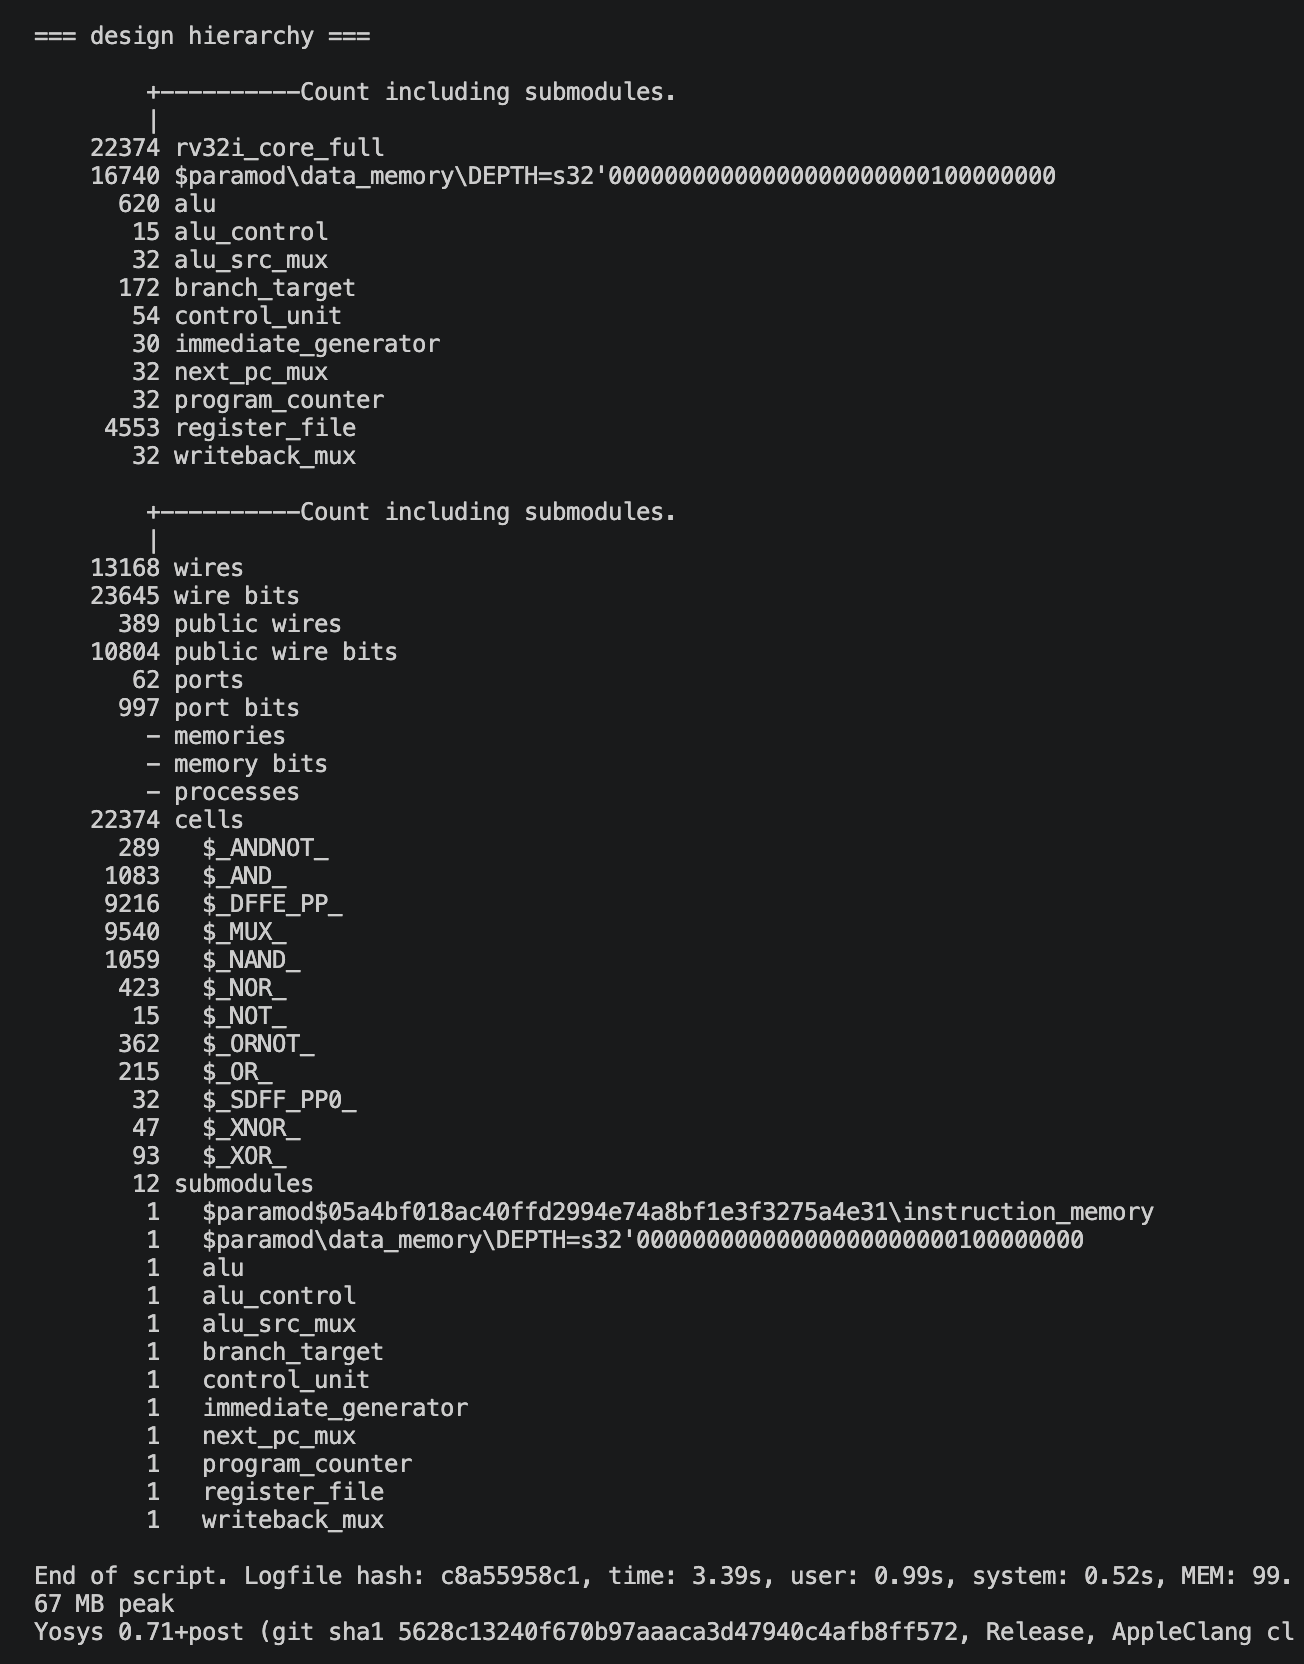 === design hierarchy ===
+----------Count including submodules.
|
22374 rv32i_core_full
16740 $paramod\data_memory\DEPTH=s32'00000000000000000000000100000000
620 alu
15 alu_control
32 alu_src_mux
172 branch_target
54 control_unit
30 immediate_generator
32 next_pc_mux
32 program_counter
4553 register_file
32 writeback_mux
+----------Count including submodules.
|
13168 wires
23645 wire bits
389 public wires
10804 public wire bits
62 ports
997 port bits
- memories
- memory bits
- processes
22374 cells
289 $_ANDNOT_
1083 $_AND_
9216 $_DFFE_PP_
9540 $_MUX_
1059 $_NAND_
423 $_NOR_
15 $_NOT_
362 $_ORNOT_
215 $_OR_
32 $_SDFF_PP0_
47 $_XNOR_
93 $_XOR_
12 submodules
1 $paramod$05a4bf018ac40ffd2994e74a8bf1e3f3275a4e31\instruction_memory
1 $paramod\data_memory\DEPTH=s32'00000000000000000000000100000000
1 alu
1 alu_control
1 alu_src_mux
1 branch_target
1 control_unit
1 immediate_generator
1 next_pc_mux
1 program_counter
1 register_file
1 writeback_mux
End of script. Logfile hash: c8a55958c1, time: 3.39s, user: 0.99s, system: 0.52s, MEM: 99.
67 MB peak
Yosys 0.71+post (git sha1 5628c13240f670b97aaaca3d47940c4afb8ff572, Release, AppleClang cl